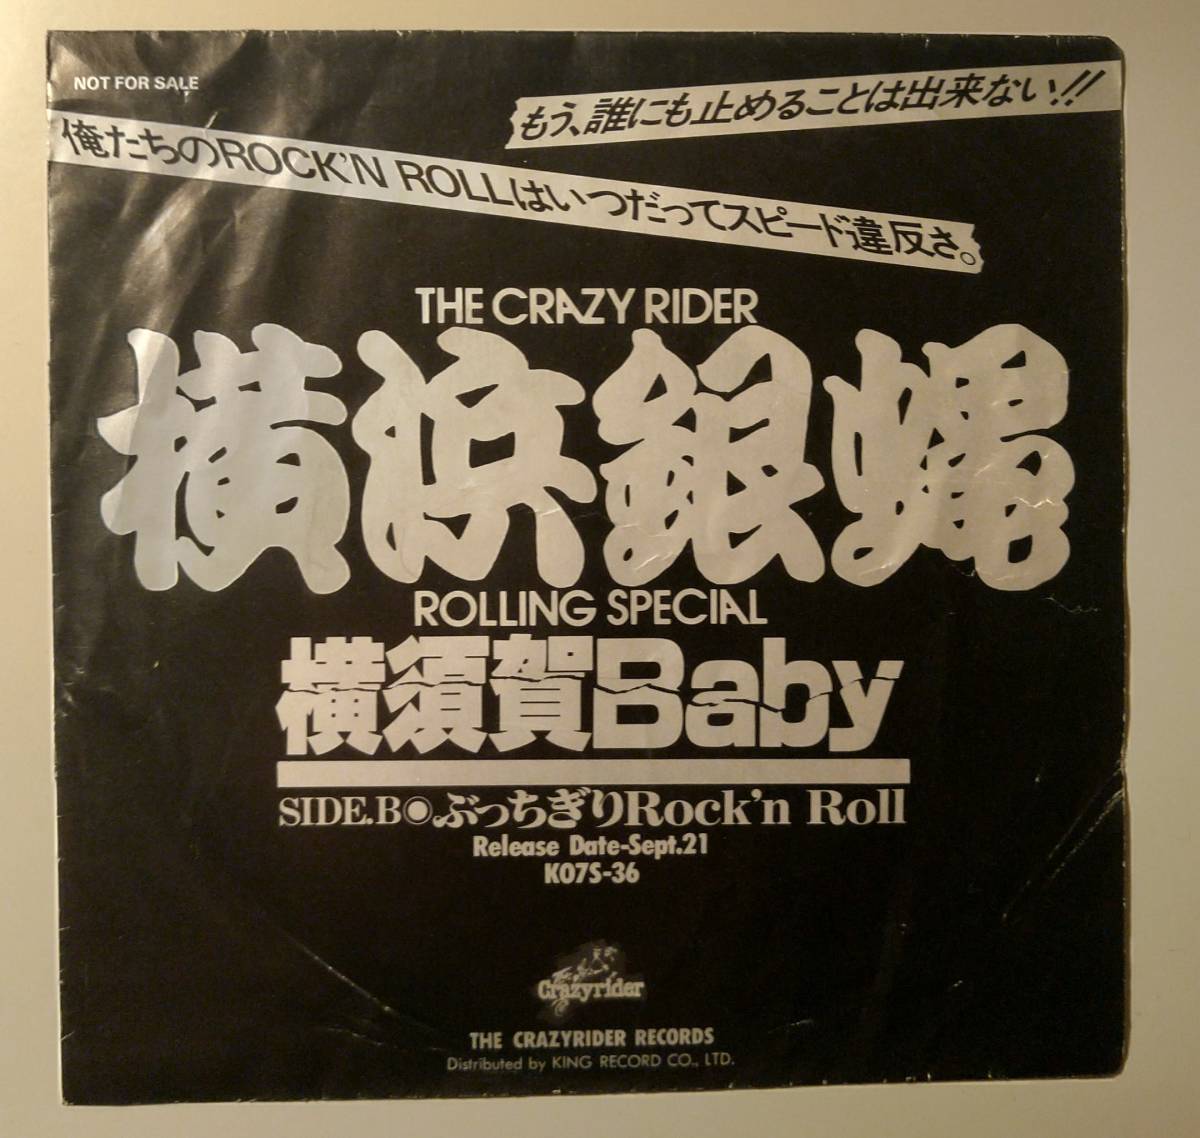 NOT FOR SALE
もう、誰にも止めることは出来ない!!
俺たちのROCK'N ROLLはいつだってスピード違反さ。
THE CRAZY RIDER
横浜銀蝿
ROLLING SPECIAL
横須賀Baby
SIDE.B◉ぶっちぎりRock'n Roll
Release Date-Sept.21
K07S-36
Crazyrider
THE CRAZYRIDER RECORDS
Distributed by KING RECORD CO., LTD.